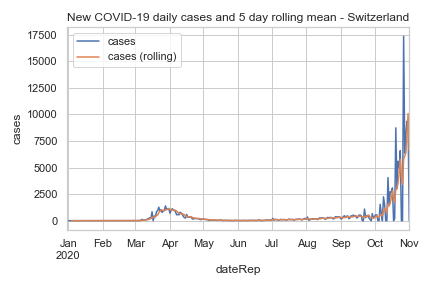 New COVID-19 daily cases and 5 day rolling mean - Switzerland
cases
cases (rolling)
17500
15000
12500
10000
7500
5000
2500
0
cases
Jan Feb Mar Apr May Jun Jul Aug Sep Oct Nov
2020
dateRep